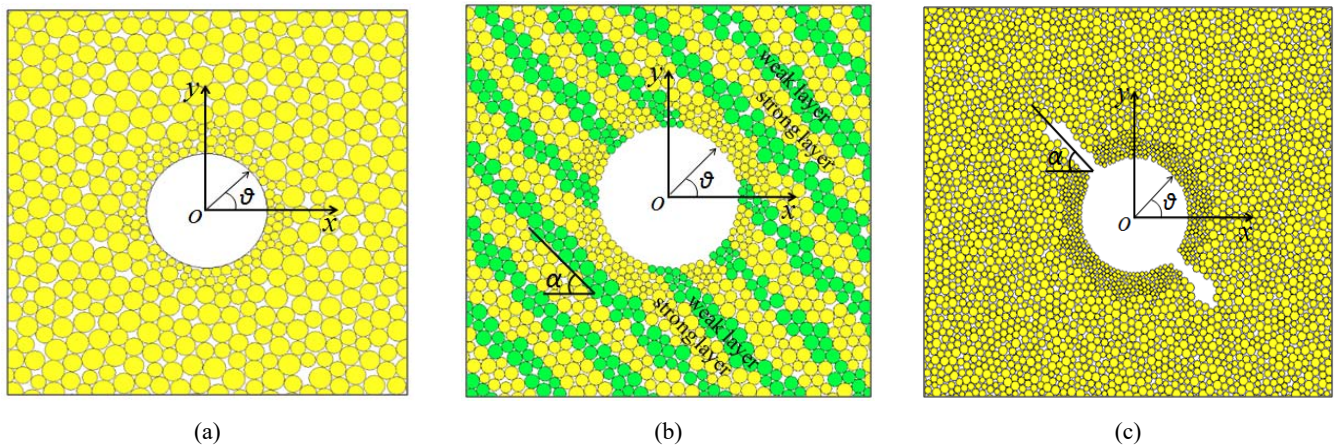 y
ϑ
o
x
(a)
weak layer
strong layer
y
ϑ
o
x
α
weak layer
strong layer
(b)
y
α
ϑ
O
x
(c)